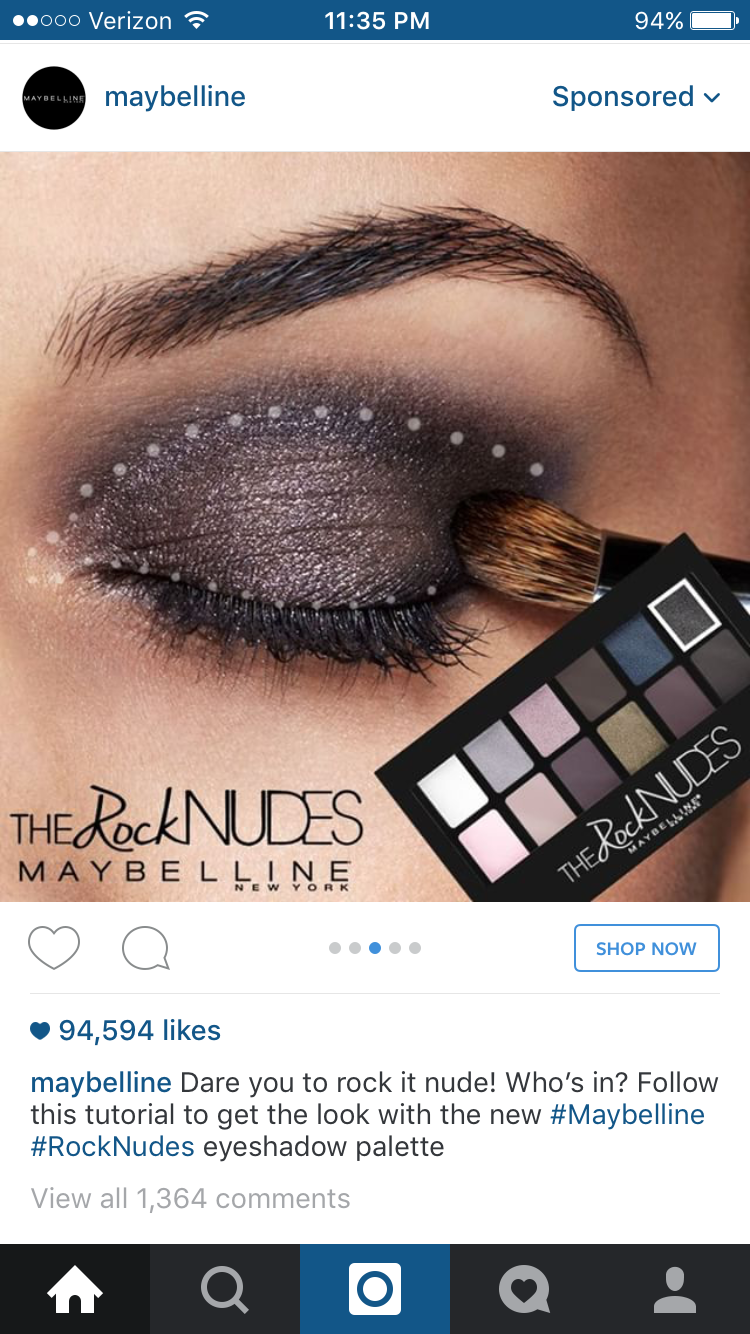 Verizon 11:35 PM 94%
MAYBELLINE
maybelline Sponsored
THE Rock NUDES
MAYBELLINE
NEW YORK
THE Rock NUDES
MAYBELLINE
NEW YORK
SHOP NOW
94,594 likes
maybelline Dare you to rock it nude! Who's in? Follow
this tutorial to get the look with the new #Maybelline
#RockNudes eyeshadow palette
View all 1,364 comments